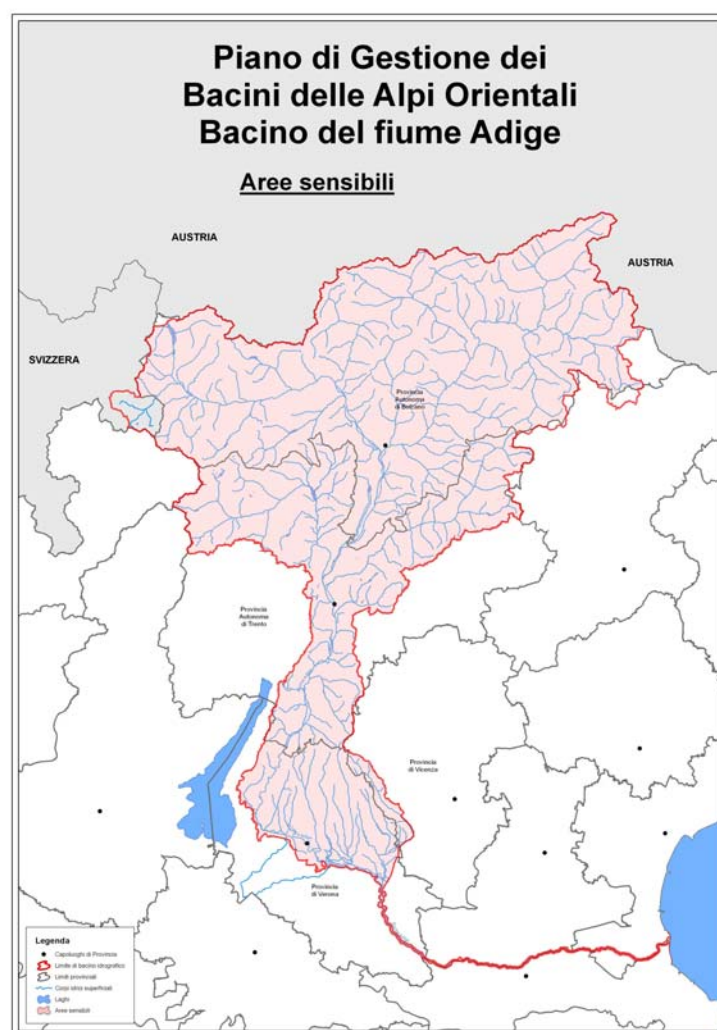 Piano di Gestione dei
Bacini delle Alpi Orientali
Bacino del fiume Adige
Aree sensibili
AUSTRIA
AUSTRIA
SVIZZERA
Provincia
Autonoma
di Bolzano
Provincia
Autonoma
di Trento
Provincia
di Vicenza
Provincia
di Verona
Legenda
Capoluoghi di Provincia
Limite di bacino idrografico
Limiti provinciali
Corpi idrici superficiali
Laghi
Aree sensibili